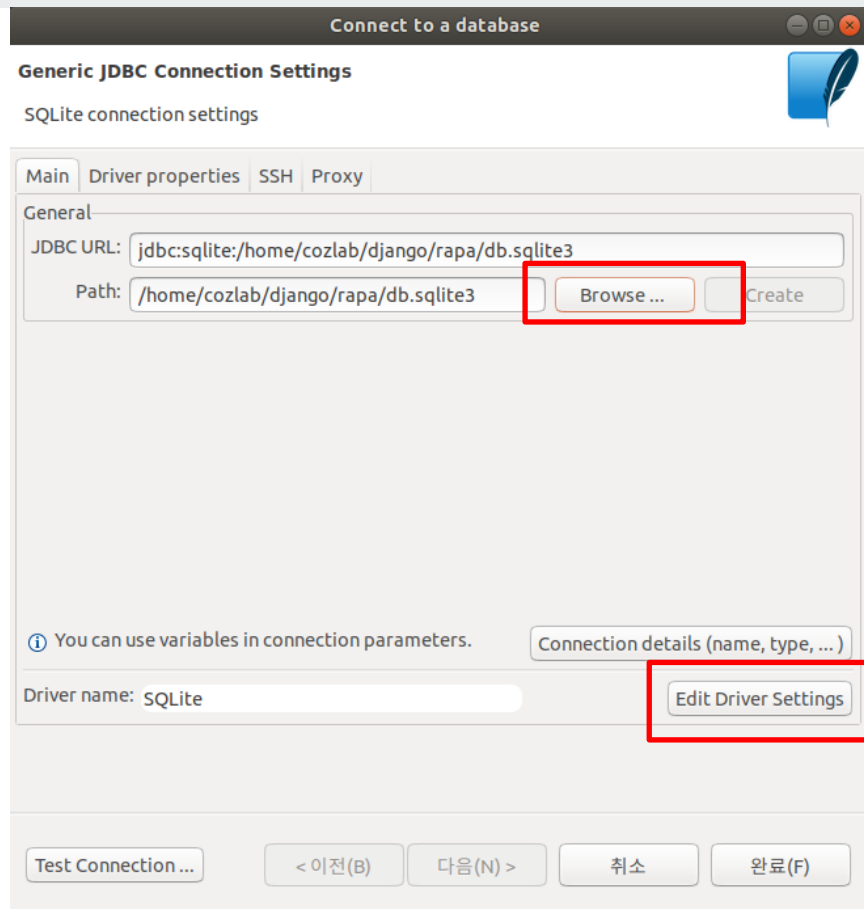 Connect to a database
Generic JDBC Connection Settings
SQLite connection settings
Main Driver properties SSH Proxy
General
JDBC URL: jdbc:sqlite:/home/cozlab/django/rapa/db.sqlite3
Path: /home/cozlab/django/rapa/db.sqlite3 Browse ... Create
You can use variables in connection parameters. Connection details (name, type, ... )
Driver name: SQLite Edit Driver Settings
Test Connection ... < 이전(B) 다음(N) > 취소 완료(F)